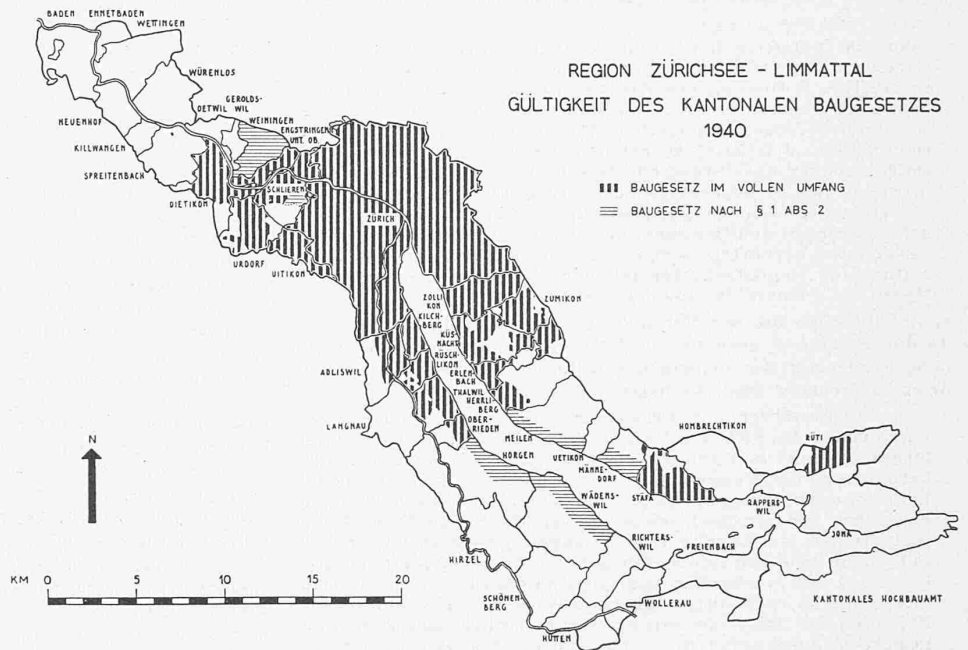 BADEN
ENNETBADEN
WETTINGEN
WÜRENLOS
GEROLDS-
OETWIL WIL
WEININGEN
ENGSTRINGEN
UNT. OB.
NEUENHOF
KILLWANGEN
SPREITENBACH
DIETIKON
SCHLIEREN
URDORF
UITIKON
ZÜRICH
REGION ZÜRICHSEE - LIMMATTAL
GÜLTIGKEIT DES KANTONALEN BAUGESETZES
1940
BAUGESETZ IM VOLLEN UMFANG
BAUGESETZ NACH § 1 ABS 2
ZUMIKON
ZOLLI
KON
KILCH-
BERG
KÜS
NACHT
RÜSCH-
LIKON
ERLEN-
BACH
THALWIL
HERRLI-
BERG
OBER-
RIEDEN
ADLISWIL
LANGNAU
HORGEN
MEILEN
UETIKON
MÄNNE-
DORF
STÄFA
HOMBRECHTIKON
RÜTI
RAPPERS-
WIL
JONA
WÄDENS-
WIL
RICHTERS-
WIL
FREIENBACH
HIRZEL
SCHÖNEN-
BERG
HÜTTEN
WOLLERAU
N
KM 0 5 10 15 20
KANTONALES HOCHBAUAMT